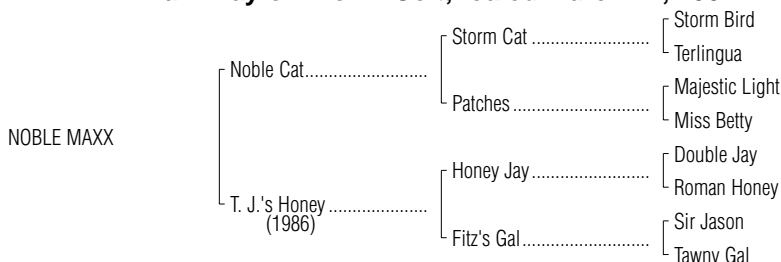 Storm Bird
Storm Cat ..............................
Terlingua
Noble Cat...............................
Majestic Light
Patches ...................................
Miss Betty
NOBLE MAXX
Double Jay
Honey Jay ..............................
Roman Honey
T. J.'s Honey .........................
(1986)
Sir Jason
Fitz's Gal................................
Tawny Gal